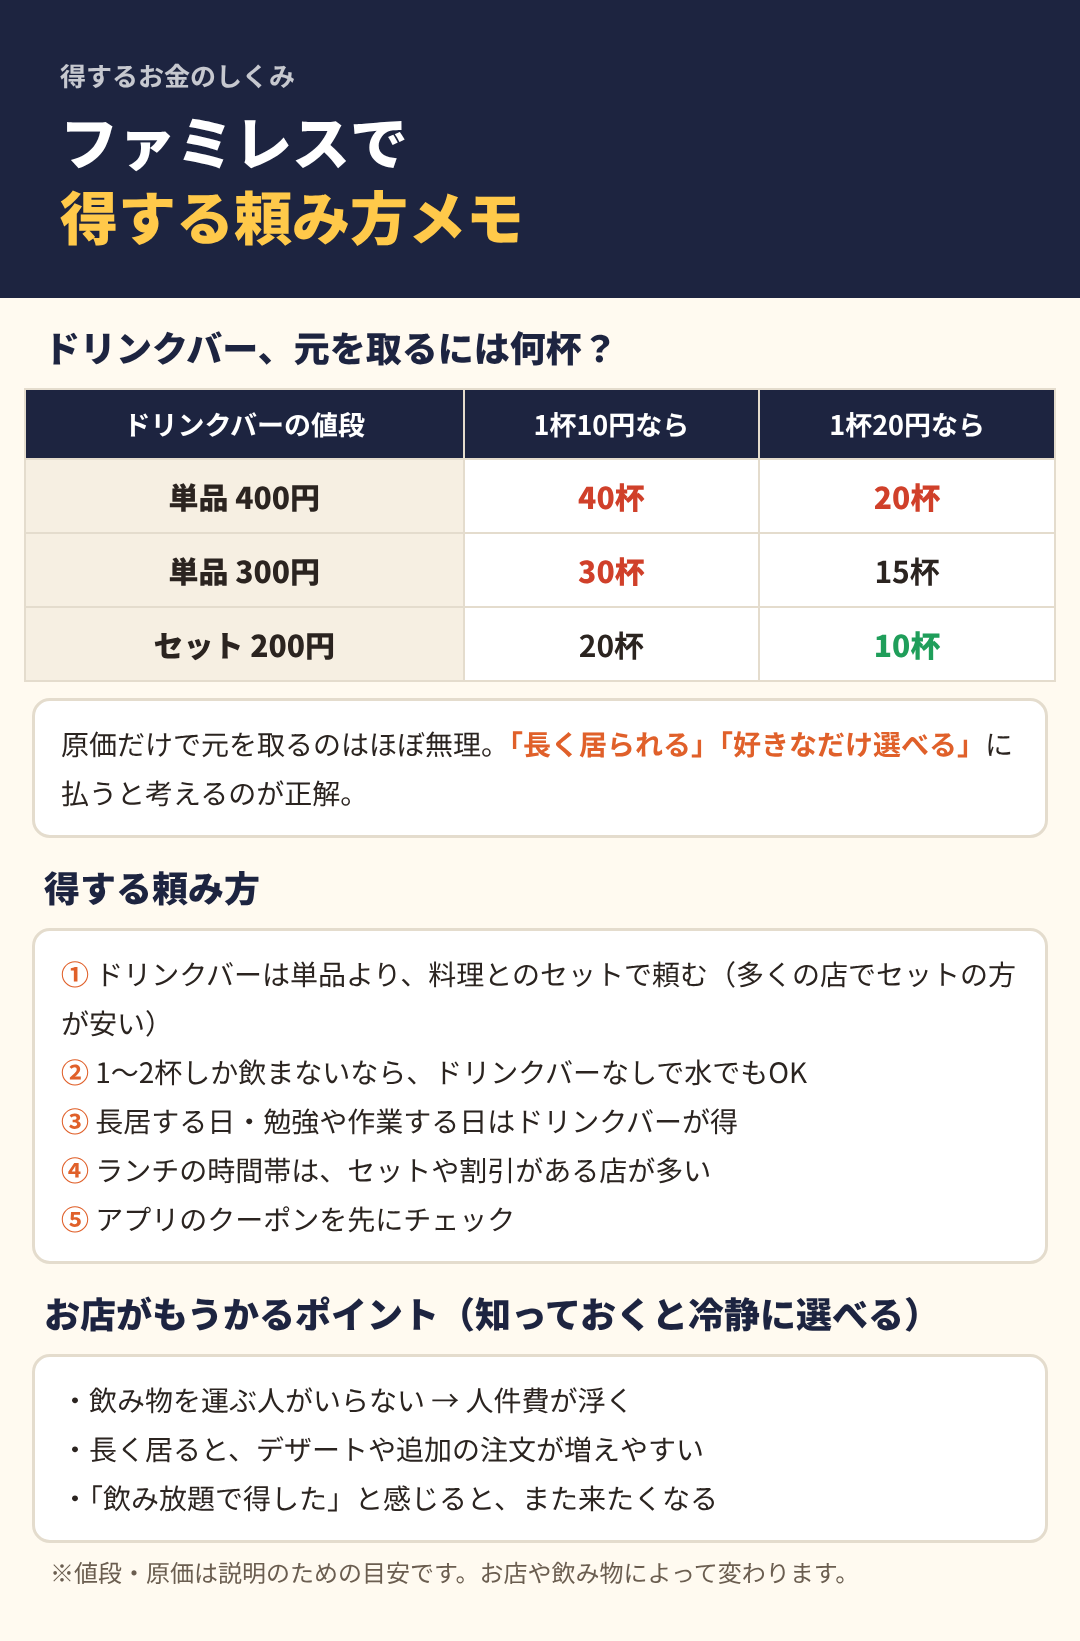 得するお金のしくみ
ファミレスで
得する頼み方メモ
ドリンクバー、元を取るには何杯？
ドリンクバーの値段 1杯10円なら 1杯20円なら
単品 400円 40杯 20杯
単品 300円 30杯 15杯
セット 200円 20杯 10杯
原価だけで元を取るのはほぼ無理。「長く居られる」「好きなだけ選べる」に
払うと考えるのが正解。
得する頼み方
① ドリンクバーは単品より、料理とのセットで頼む（多くの店でセットの方
が安い）
② 1〜2杯しか飲まないなら、ドリンクバーなしで水でもOK
③ 長居する日・勉強や作業する日はドリンクバーが得
④ ランチの時間帯は、セットや割引がある店が多い
⑤ アプリのクーポンを先にチェック
お店がもうかるポイント（知っておくと冷静に選べる）
・飲み物を運ぶ人がいらない → 人件費が浮く
・長く居ると、デザートや追加の注文が増えやすい
・「飲み放題で得した」と感じると、また来たくなる
※値段・原価は説明のための目安です。お店や飲み物によって変わります。